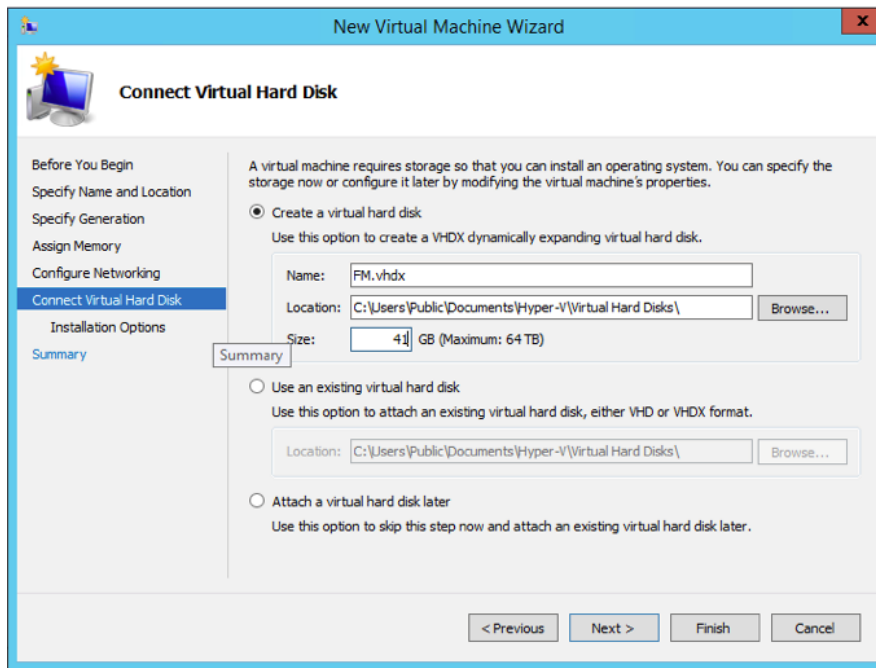 New Virtual Machine Wizard
x
Connect Virtual Hard Disk
Before You Begin
Specify Name and Location
Specify Generation
Assign Memory
Configure Networking
Connect Virtual Hard Disk
Installation Options
Summary
Summary
A virtual machine requires storage so that you can install an operating system. You can specify the
storage now or configure it later by modifying the virtual machine's properties.
Create a virtual hard disk
Use this option to create a VHDX dynamically expanding virtual hard disk.
Name: FM.vhdx
Location: C:\Users\Public\Documents\Hyper-V\Virtual Hard Disks\ Browse...
Size: 41 GB (Maximum: 64 TB)
Use an existing virtual hard disk
Use this option to attach an existing virtual hard disk, either VHD or VHDX format.
Location: C:\Users\Public\Documents\Hyper-V\Virtual Hard Disks\ Browse...
Attach a virtual hard disk later
Use this option to skip this step now and attach an existing virtual hard disk later.
< Previous Next > Finish Cancel